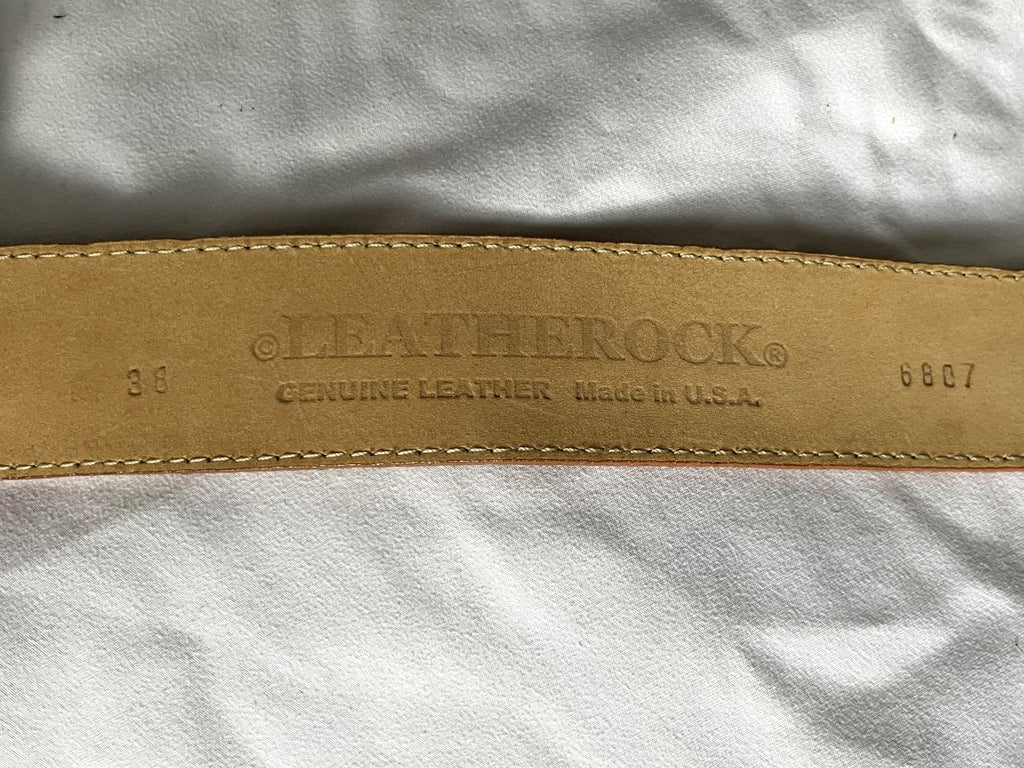 ©LEATHEROCK®
38 GENUINE LEATHER Made in U.S.A. 6807